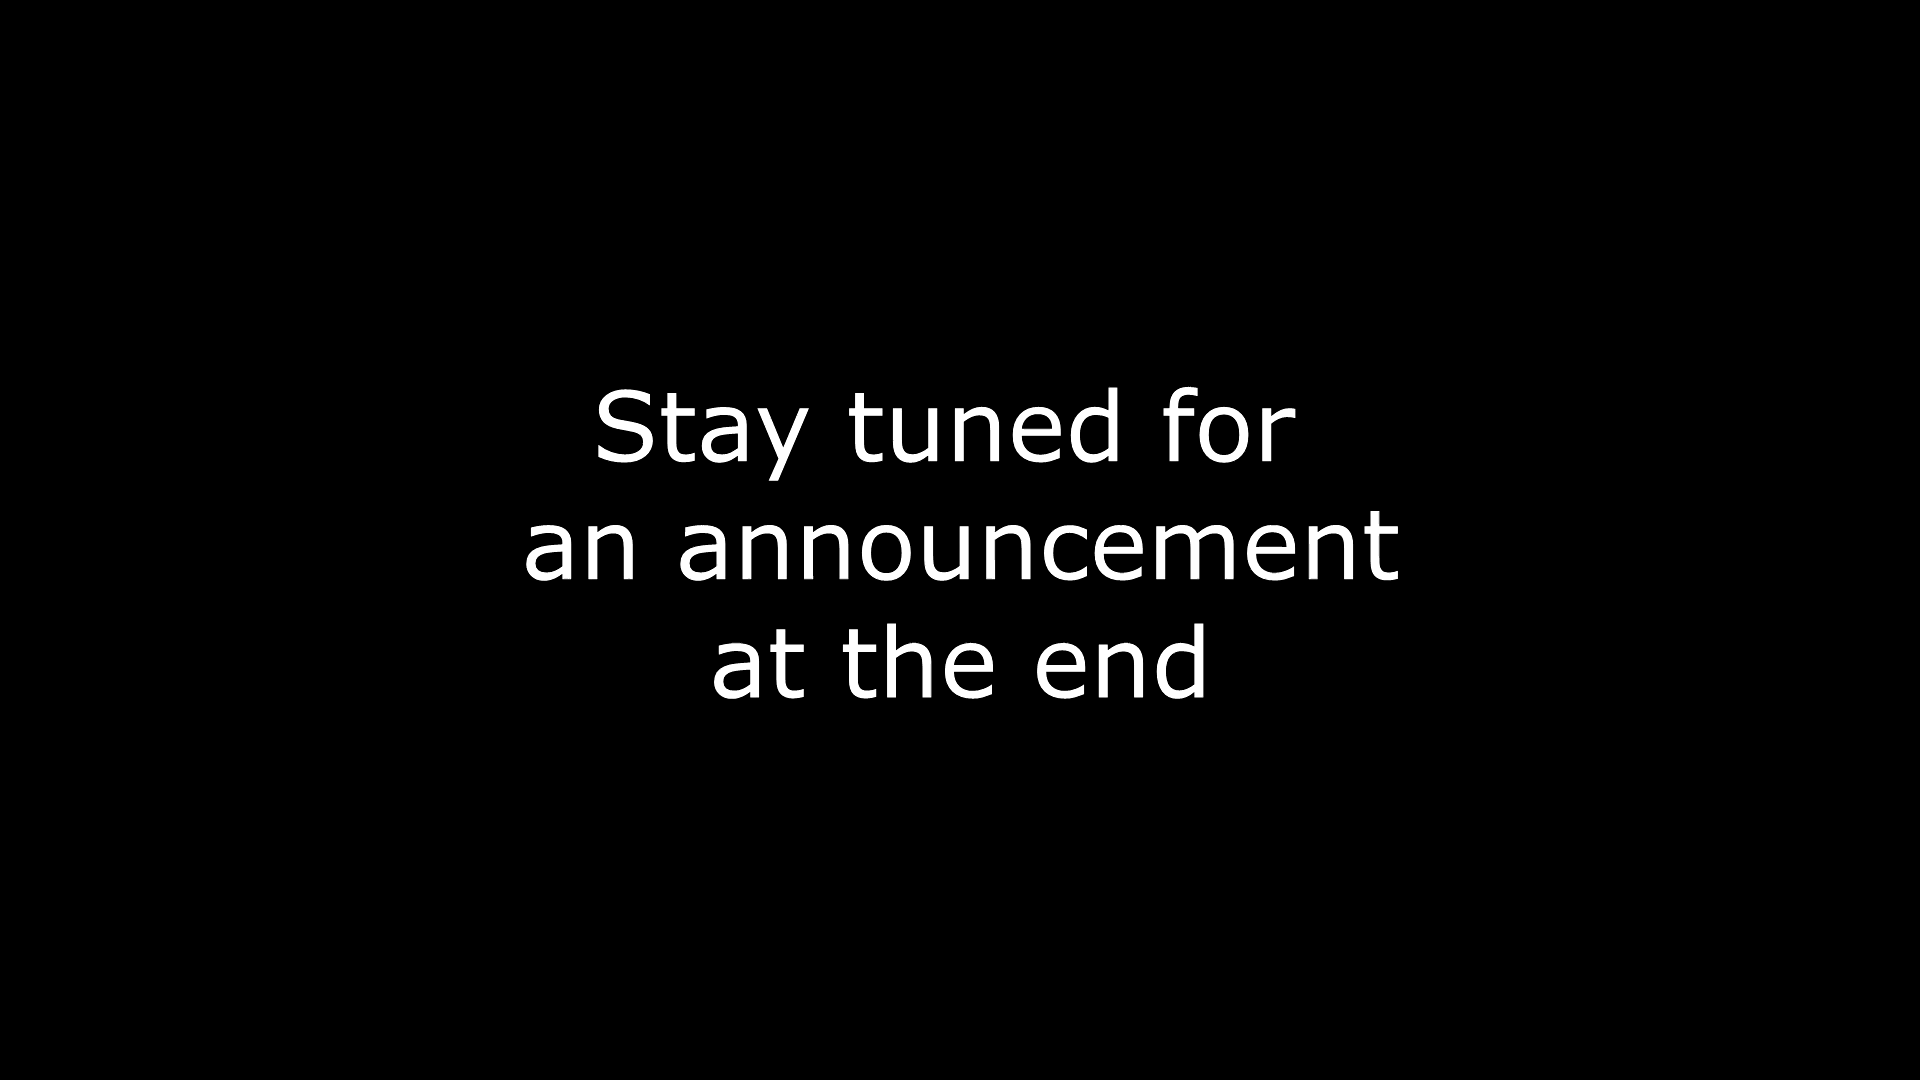 Stay tuned for
an announcement
at the end